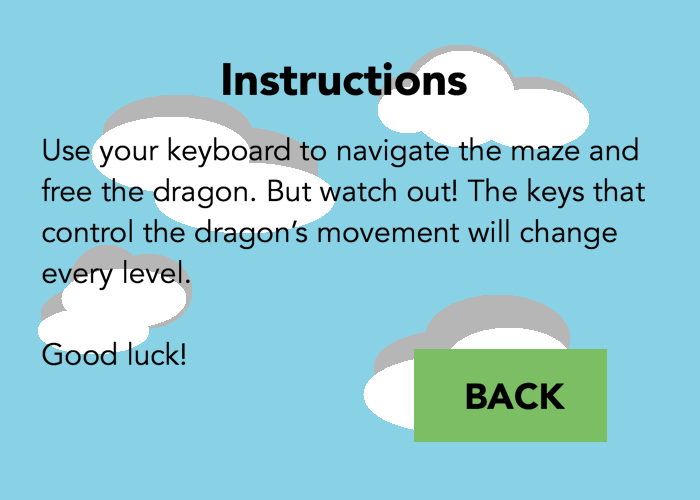 Instructions
Use your keyboard to navigate the maze and
free the dragon. But watch out! The keys that
control the dragon’s movement will change
every level.
Good luck!
BACK